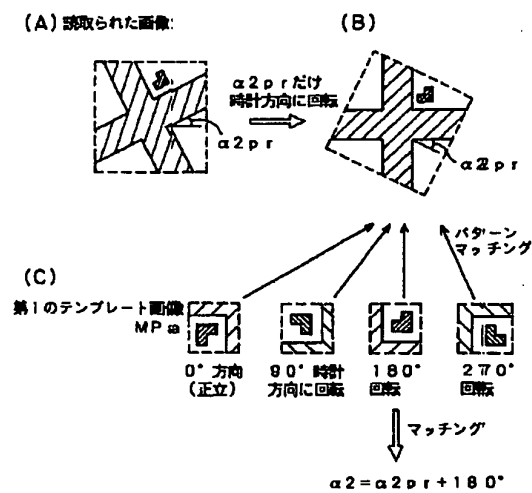 (A) 読取られた画像:
(B)
α2prだけ
時計方向に回転
α2pr
α2pr
パターン
マッチング
(C)
第1のテンプレート画像
MPa
0°方向
(正立)
90°時計
方向に回転
180°
回転
270°
回転
マッチング
α2=α2pr+180°